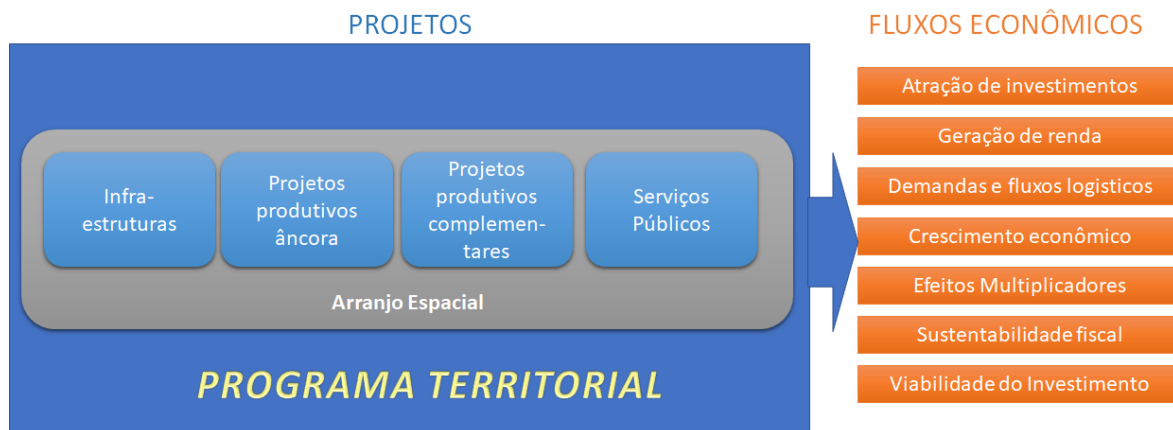 PROJETOS
FLUXOS ECONÔMICOS
Infra-
estruturas
Projetos
produtivos
âncora
Projetos
produtivos
complemen-
tares
Serviços
Públicos
Arranjo Espacial
PROGRAMA TERRITORIAL
Atração de investimentos
Geração de renda
Demandas e fluxos logisticos
Crescimento econômico
Efeitos Multiplicadores
Sustentabilidade fiscal
Viabilidade do Investimento